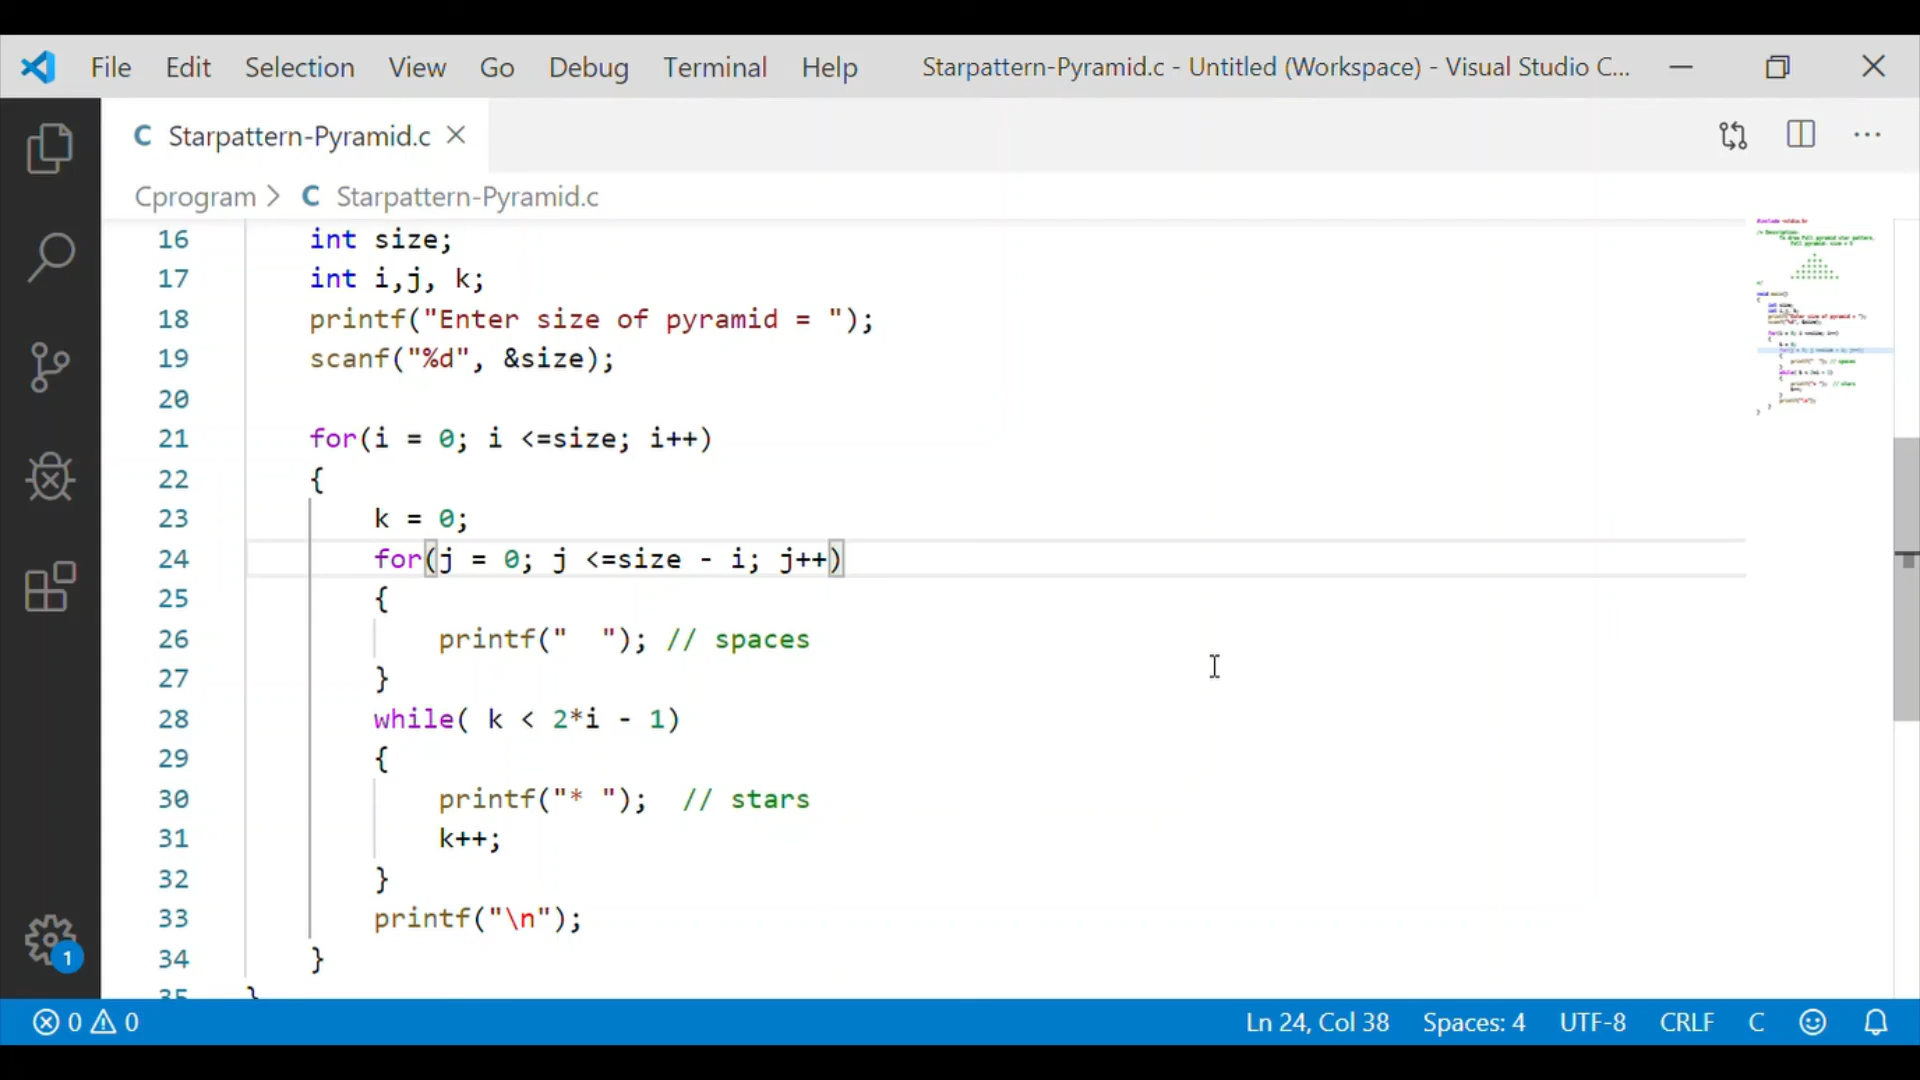 File Edit Selection View Go Debug Terminal Help Starpattern-Pyramid.c - Untitled (Workspace) - Visual Studio C...
C Starpattern-Pyramid.c
Cprogram > C Starpattern-Pyramid.c
16 int size;
17 int i,j, k;
18 printf("Enter size of pyramid = ");
19 scanf("%d", &size);
20
21 for(i = 0; i <=size; i++)
22 {
23 k = 0;
24 for(j = 0; j <=size - i; j++)
25 {
26 printf("  "); // spaces
27 }
28 while( k < 2*i - 1)
29 {
30 printf("* ");  // stars
31 k++;
32 }
33 printf("\n");
34 }
35 }
1
0 0 Ln 24, Col 38 Spaces: 4 UTF-8 CRLF C